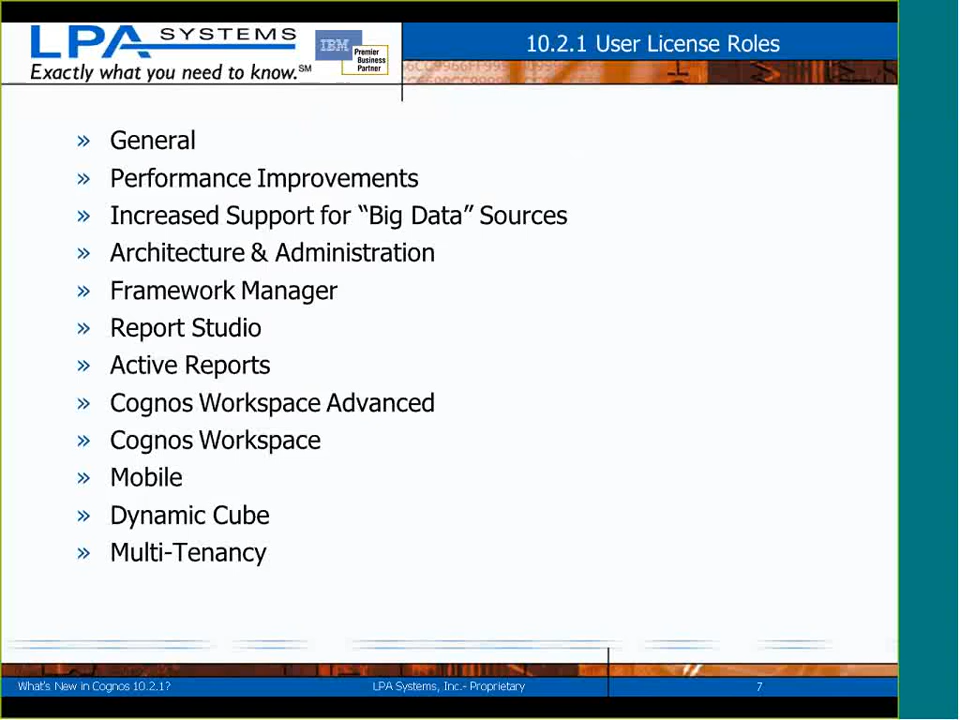 LPA SYSTEMS
IBM
Premier
Business
Partner
Exactly what you need to know.℠
10.2.1 User License Roles
» General
» Performance Improvements
» Increased Support for “Big Data” Sources
» Architecture & Administration
» Framework Manager
» Report Studio
» Active Reports
» Cognos Workspace Advanced
» Cognos Workspace
» Mobile
» Dynamic Cube
» Multi-Tenancy
What's New in Cognos 10.2.1?
LPA Systems, Inc.- Proprietary
7